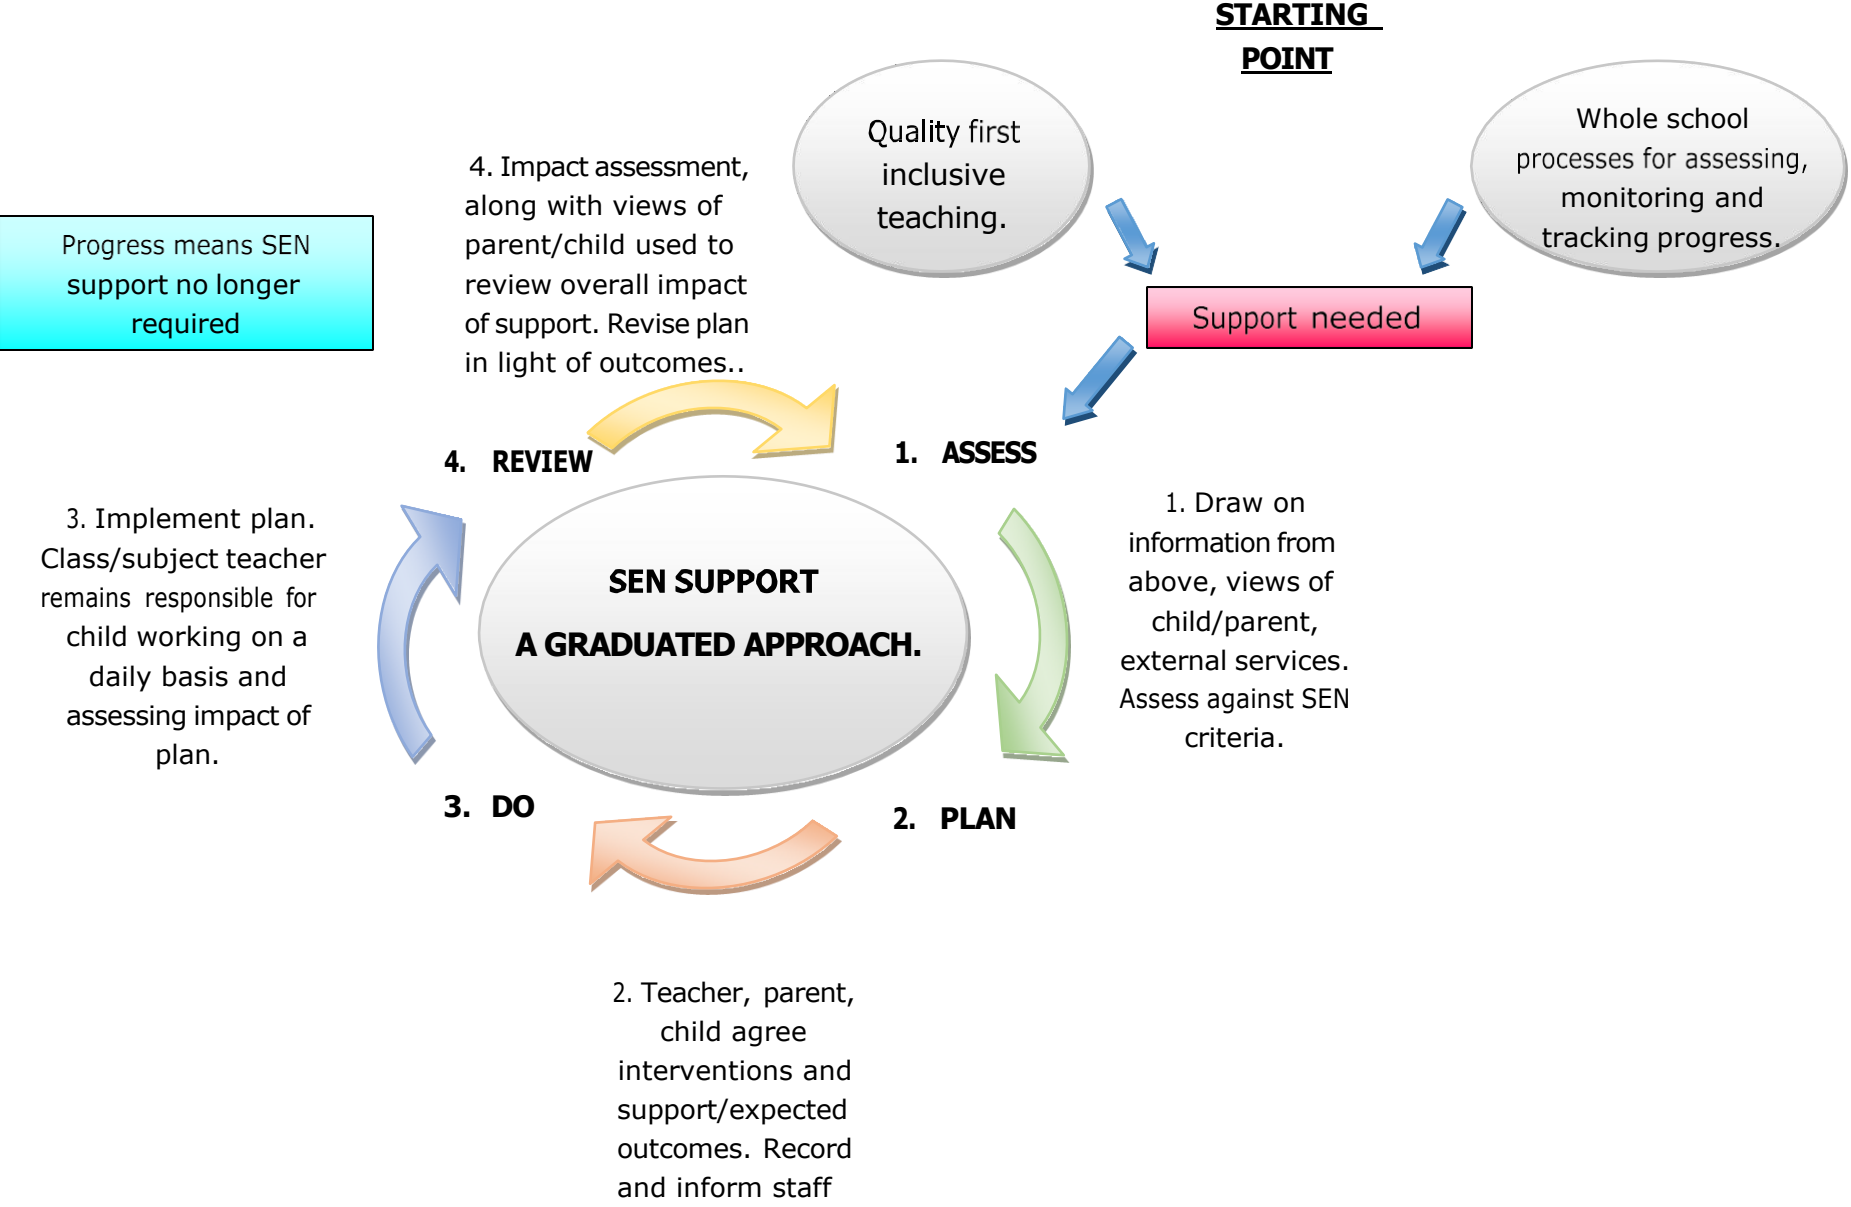 STARTING
POINT
Quality first
inclusive
teaching.
Whole school
processes for assessing,
monitoring and
tracking progress.
4. Impact assessment,
along with views of
parent/child used to
review overall impact
of support. Revise plan
in light of outcomes..
Progress means SEN
support no longer
required
Support needed
4. REVIEW
1. ASSESS
3. Implement plan.
Class/subject teacher
remains responsible for
child working on a
daily basis and
assessing impact of
plan.
SEN SUPPORT
A GRADUATED APPROACH.
1. Draw on
information from
above, views of
child/parent,
external services.
Assess against SEN
criteria.
3. DO
2. PLAN
2. Teacher, parent,
child agree
interventions and
support/expected
outcomes. Record
and inform staff